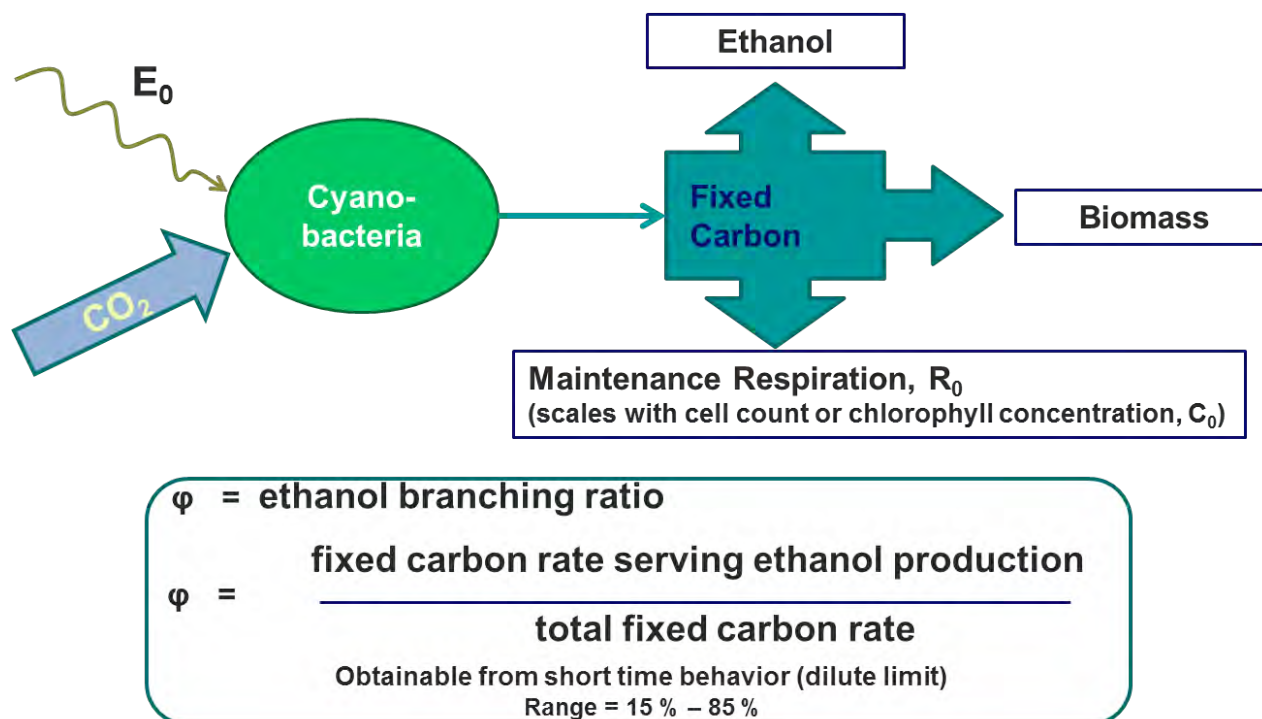 Ethanol
E₀
Cyano-
bacteria
Fixed
Carbon
Biomass
CO₂
Maintenance Respiration, R₀
(scales with cell count or chlorophyll concentration, C₀)
φ = ethanol branching ratio
fixed carbon rate serving ethanol production
φ =
total fixed carbon rate
Obtainable from short time behavior (dilute limit)
Range = 15 % – 85 %